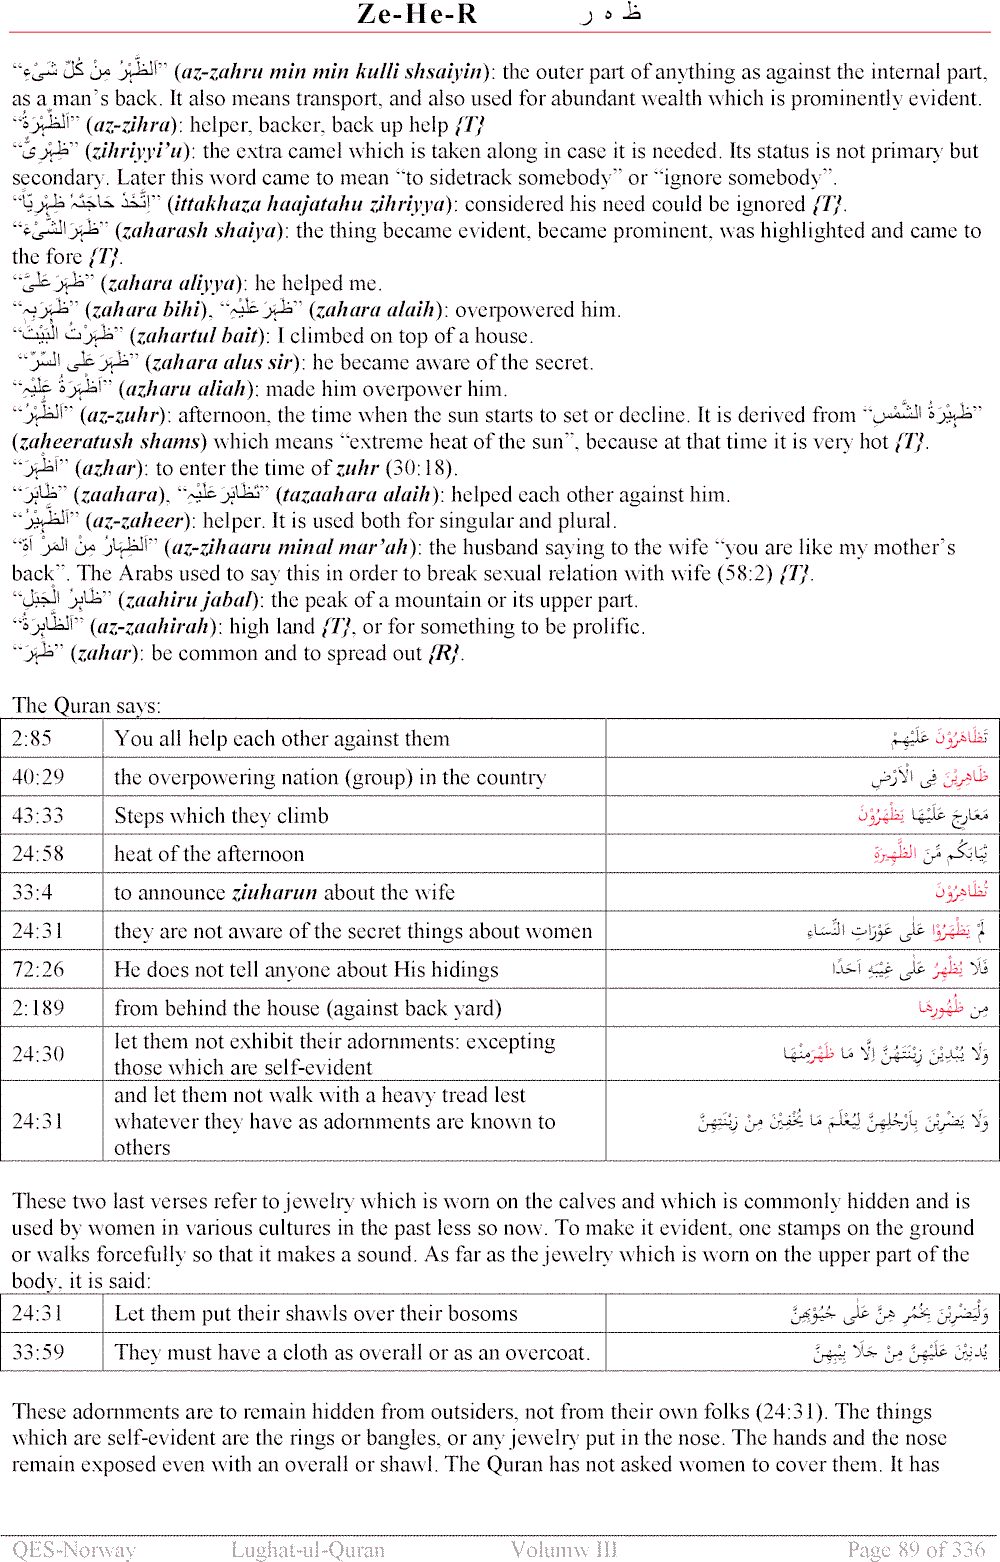 Ze-He-R ظ ہ ر
“اَلظَّہْرُ مِنْ کُلِّ شَیْءٍ” (az-zahru min min kulli shsaiyin): the outer part of anything as against the internal part,
as a man’s back. It also means transport, and also used for abundant wealth which is prominently evident.
“اَلظِّہْرَۃُ” (az-zihra): helper, backer, back up help {T}
“ظِہْرِیٌّ” (zihriyyi’u): the extra camel which is taken along in case it is needed. Its status is not primary but
secondary. Later this word came to mean “to sidetrack somebody” or “ignore somebody”.
“اِتَّخَذَ حَاجَتَہٗ ظِہْرِیّاً” (ittakhaza haajatahu zihriyya): considered his need could be ignored {T}.
“ظَہَرَالشَّیْءَ” (zaharash shaiya): the thing became evident, became prominent, was highlighted and came to
the fore {T}.
“ظَہَرَ عَلَیَّ” (zahara aliyya): he helped me.
“ظَہَرَبِہٖ” (zahara bihi), “ظَہَرَ عَلَیْہِ” (zahara alaih): overpowered him.
“ظَہَرْتُ الْبَیْتَ” (zahartul bait): I climbed on top of a house.
“ظَہَرَ عَلَی السِّرِّ” (zahara alus sir): he became aware of the secret.
“اَظْہَرَۃُ عَلَیْہِ” (azharu aliah): made him overpower him.
“اَلظُّہْرُ” (az-zuhr): afternoon, the time when the sun starts to set or decline. It is derived from “ظَہِیْرَۃُ الشَّمْسِ”
(zaheeratush shams) which means “extreme heat of the sun”, because at that time it is very hot {T}.
“اَظْہَرَ” (azhar): to enter the time of zuhr (30:18).
“ظَاہَرَ” (zaahara), “تَظَاہَرَ عَلَیْہِ” (tazaahara alaih): helped each other against him.
“اَلظَّہِیْرُ” (az-zaheer): helper. It is used both for singular and plural.
“اَلظِہَارُ مِنْ المَرْ اَۃِ” (az-zihaaru minal mar’ah): the husband saying to the wife “you are like my mother’s
back”. The Arabs used to say this in order to break sexual relation with wife (58:2) {T}.
“ظَاہِرُ الْجَبَلِ” (zaahiru jabal): the peak of a mountain or its upper part.
“اَلظَّاہِرَۃُ” (az-zaahirah): high land {T}, or for something to be prolific.
“ظَہَرَ” (zahar): be common and to spread out {R}.
The Quran says:
2:85 You all help each other against them تَظَاهَرُوْنَ عَلَيْهِمْ
40:29 the overpowering nation (group) in the country ظَاهِرِيْنَ فِى الْاَرْضِ
43:33 Steps which they climb مَعَارِجَ عَلَيْهَا يَظْهَرُوْنَ
24:58 heat of the afternoon ثِيَابَكُم مِّنَ الظَّهِيرَةِ
33:4 to announce ziuharun about the wife تُظَاهِرُوْنَ
24:31 they are not aware of the secret things about women لَمْ يَظْهَرُوْا عَلٰى عَوْرَاتِ النِّسَاءِ
72:26 He does not tell anyone about His hidings فَلَا يُظْهِرُ عَلٰى غَيْبِهٖ اَحَدًا
2:189 from behind the house (against back yard) مِن ظُهُورِهَا
24:30 let them not exhibit their adornments: excepting
those which are self-evident وَلَا يُبْدِيْنَ زِيْنَتَهُنَّ اِلَّا مَا ظَهَرَمِنْهَا
and let them not walk with a heavy tread lest
24:31 whatever they have as adornments are known to وَلَا يَضْرِبْنَ بِاَرْجُلِهِنَّ لِيُعْلَمَ مَا يُخْفِيْنَ مِنْ زِيْنَتِهِنَّ
others
These two last verses refer to jewelry which is worn on the calves and which is commonly hidden and is
used by women in various cultures in the past less so now. To make it evident, one stamps on the ground
or walks forcefully so that it makes a sound. As far as the jewelry which is worn on the upper part of the
body, it is said:
24:31 Let them put their shawls over their bosoms وَلْيَضْرِبْنَ بِخُمُرِ هِنَّ عَلٰى جُيُوْبِهِنَّ
33:59 They must have a cloth as overall or as an overcoat. يُدنِيْنَ عَلَيْهِنَّ مِنْ جَلَا بِيْبِهِنَّ
These adornments are to remain hidden from outsiders, not from their own folks (24:31). The things
which are self-evident are the rings or bangles, or any jewelry put in the nose. The hands and the nose
remain exposed even with an overall or shawl. The Quran has not asked women to cover them. It has
QES-Norway Lughat-ul-Quran Volumw III Page 89 of 336